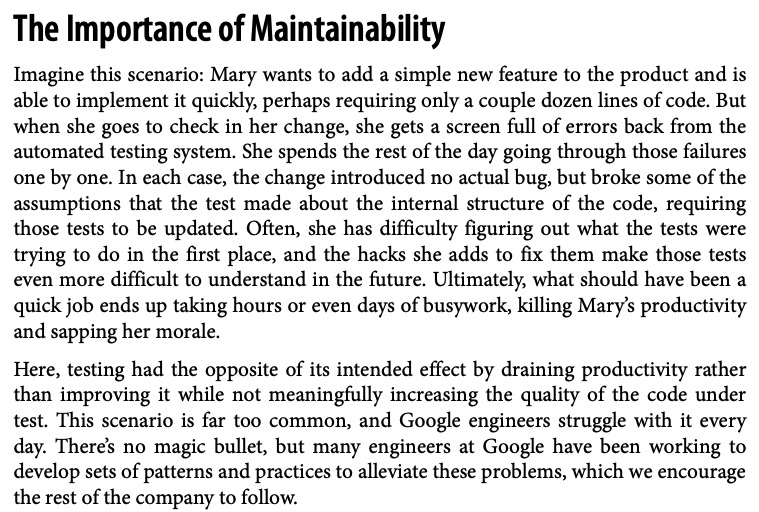 The Importance of Maintainability
Imagine this scenario: Mary wants to add a simple new feature to the product and is
able to implement it quickly, perhaps requiring only a couple dozen lines of code. But
when she goes to check in her change, she gets a screen full of errors back from the
automated testing system. She spends the rest of the day going through those failures
one by one. In each case, the change introduced no actual bug, but broke some of the
assumptions that the test made about the internal structure of the code, requiring
those tests to be updated. Often, she has difficulty figuring out what the tests were
trying to do in the first place, and the hacks she adds to fix them make those tests
even more difficult to understand in the future. Ultimately, what should have been a
quick job ends up taking hours or even days of busywork, killing Mary’s productivity
and sapping her morale.
Here, testing had the opposite of its intended effect by draining productivity rather
than improving it while not meaningfully increasing the quality of the code under
test. This scenario is far too common, and Google engineers struggle with it every
day. There’s no magic bullet, but many engineers at Google have been working to
develop sets of patterns and practices to alleviate these problems, which we encourage
the rest of the company to follow.